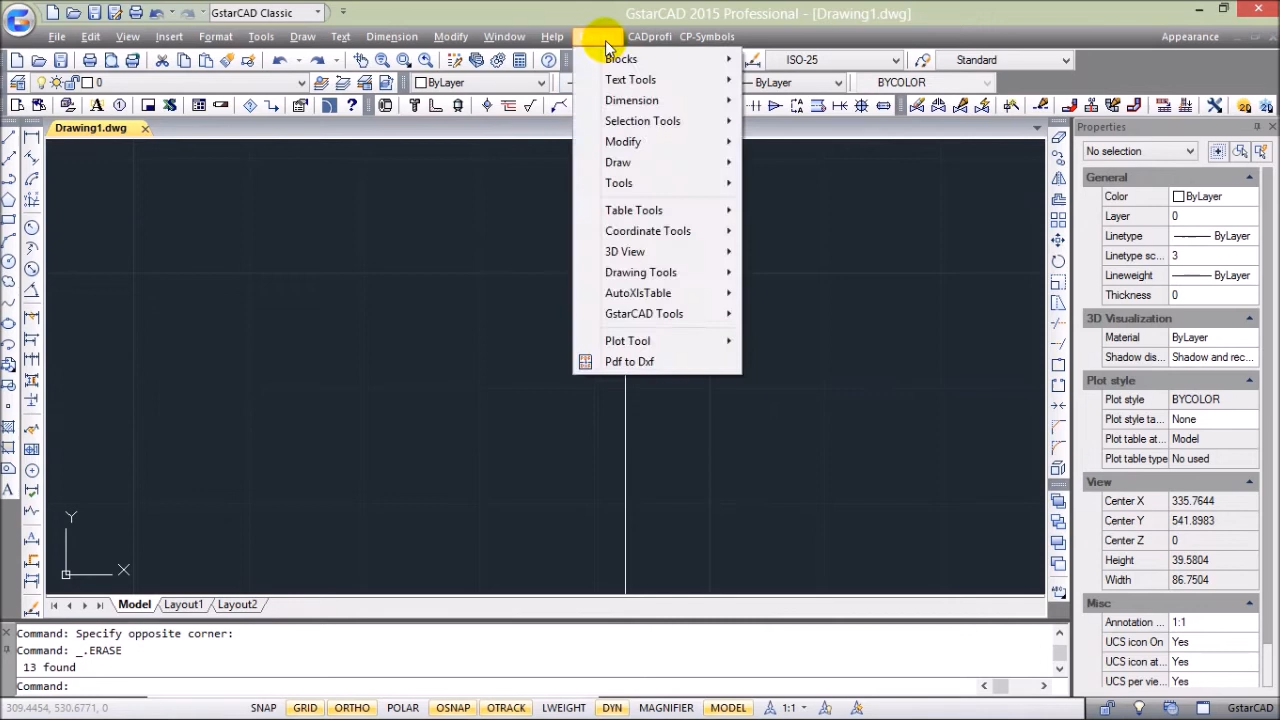 GstarCAD Classic
GstarCAD 2015 Professional - [Drawing1.dwg]
File Edit View Insert Format Tools Draw Text Dimension Modify Window Help CADprofi CP-Symbols Appearance
ISO-25 Standard
0 ByLayer ByLayer BYCOLOR
Drawing1.dwg
Blocks
Text Tools
Dimension
Selection Tools
Modify
Draw
Tools
Table Tools
Coordinate Tools
3D View
Drawing Tools
AutoXlsTable
GstarCAD Tools
Plot Tool
Pdf to Dxf
Properties
No selection
General
Color ByLayer
Layer 0
Linetype ByLayer
Linetype sc... 3
Lineweight ByLayer
Thickness 0
3D Visualization
Material ByLayer
Shadow dis... Shadow and rec...
Plot style
Plot style BYCOLOR
Plot style ta... None
Plot table at... Model
Plot table type No used
View
Center X 335.7644
Center Y 541.8983
Center Z 0
Height 39.5804
Width 86.7504
Misc
Annotation ... 1:1
UCS icon On Yes
UCS icon at... Yes
UCS per vie... Yes
Y
X
Model Layout1 Layout2
Command: Specify opposite corner:
Command: _.ERASE
13 found
Command:
309.4454, 530.6771, 0 SNAP GRID ORTHO POLAR OSNAP OTRACK LWEIGHT DYN MAGNIFIER MODEL 1:1 GstarCAD